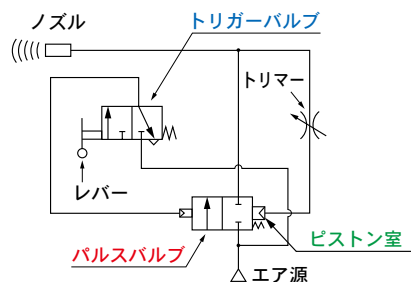 ノズル
トリガーバルブ
トリマー
レバー
ピストン室
パルスバルブ
エア源